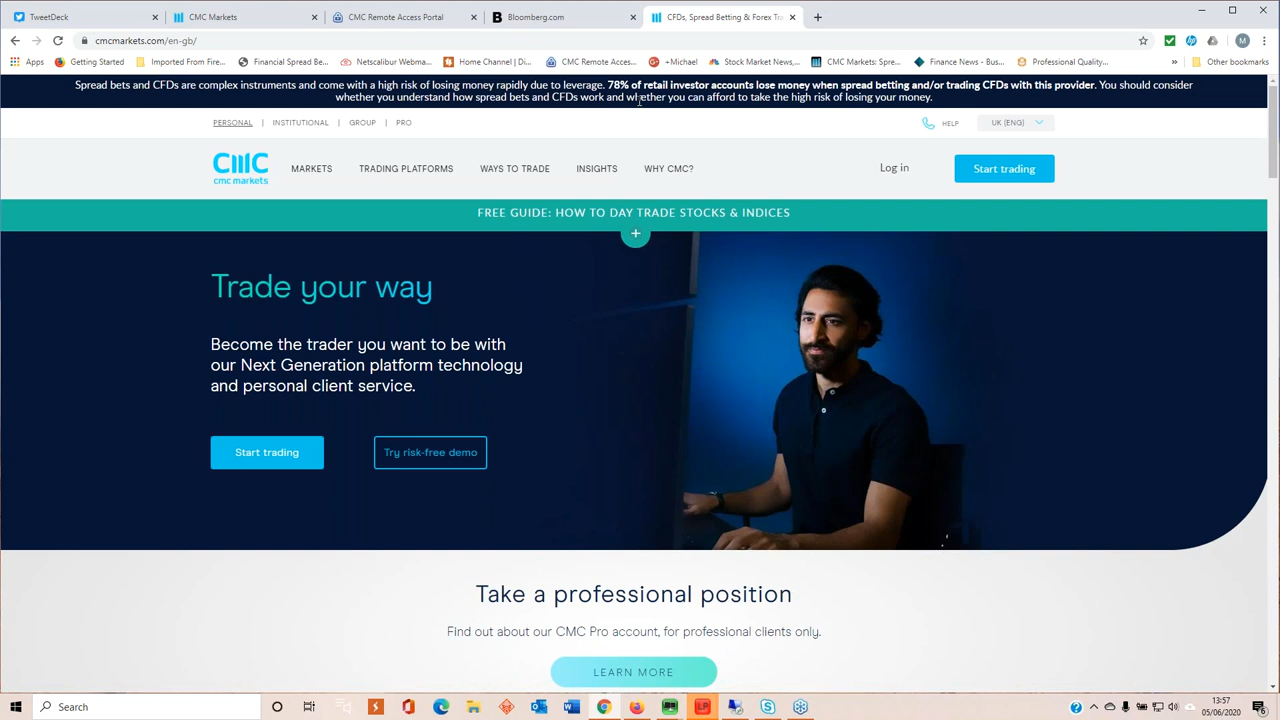 TweetDeck
CMC Markets
CMC Remote Access Portal
Bloomberg.com
CFDs, Spread Betting & Forex Tra
cmcmarkets.com/en-gb/
M
Apps
Getting Started
Imported From Fire...
Financial Spread Be...
Netscalibur Webma...
Home Channel | Di...
CMC Remote Acces...
+Michael
Stock Market News,...
CMC Markets: Spre...
Finance News - Bus...
Professional Quality...
»
Other bookmarks
Spread bets and CFDs are complex instruments and come with a high risk of losing money rapidly due to leverage. 78% of retail investor accounts lose money when spread betting and/or trading CFDs with this provider. You should consider
whether you understand how spread bets and CFDs work and whether you can afford to take the high risk of losing your money.
PERSONAL | INSTITUTIONAL | GROUP | PRO
HELP
UK (ENG)
CMC
cmc markets
MARKETS
TRADING PLATFORMS
WAYS TO TRADE
INSIGHTS
WHY CMC?
Log in
Start trading
FREE GUIDE: HOW TO DAY TRADE STOCKS & INDICES
+
Trade your way
Become the trader you want to be with
our Next Generation platform technology
and personal client service.
Start trading
Try risk-free demo
Take a professional position
Find out about our CMC Pro account, for professional clients only.
LEARN MORE
Search
LP
13:57
05/06/2020